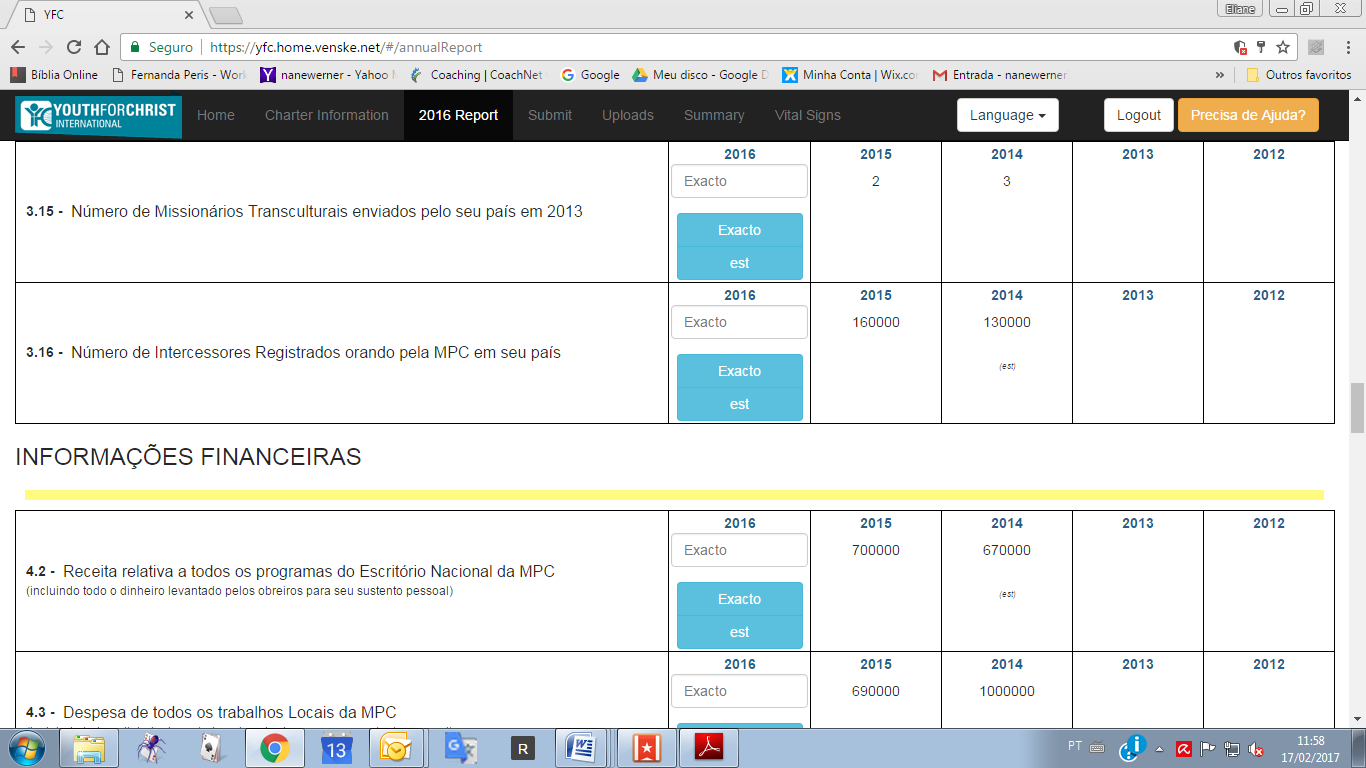 YFC
Eliane
Seguro https://yfc.home.venske.net/#/annualReport
Bíblia Online Fernanda Peris - Work nanewerner - Yahoo M Coaching | CoachNet Google Meu disco - Google D Minha Conta | Wix.co Entrada - nanewerner » Outros favoritos
YOUTHFORCHRIST
INTERNATIONAL
Home Charter Information 2016 Report Submit Uploads Summary Vital Signs Language Logout Precisa de Ajuda?
2016 2015 2014 2013 2012
Exacto 2 3
3.15 - Número de Missionários Transculturais enviados pelo seu país em 2013
Exacto
est
2016 2015 2014 2013 2012
Exacto 160000 130000
3.16 - Número de Intercessores Registrados orando pela MPC em seu país
(est)
Exacto
est
INFORMAÇÕES FINANCEIRAS
2016 2015 2014 2013 2012
Exacto 700000 670000
4.2 - Receita relativa a todos os programas do Escritório Nacional da MPC
(incluindo todo o dinheiro levantado pelos obreiros para seu sustento pessoal)
(est)
Exacto
est
2016 2015 2014 2013 2012
Exacto 690000 1000000
4.3 - Despesa de todos os trabalhos Locais da MPC
13
R
PT
11:58
17/02/2017